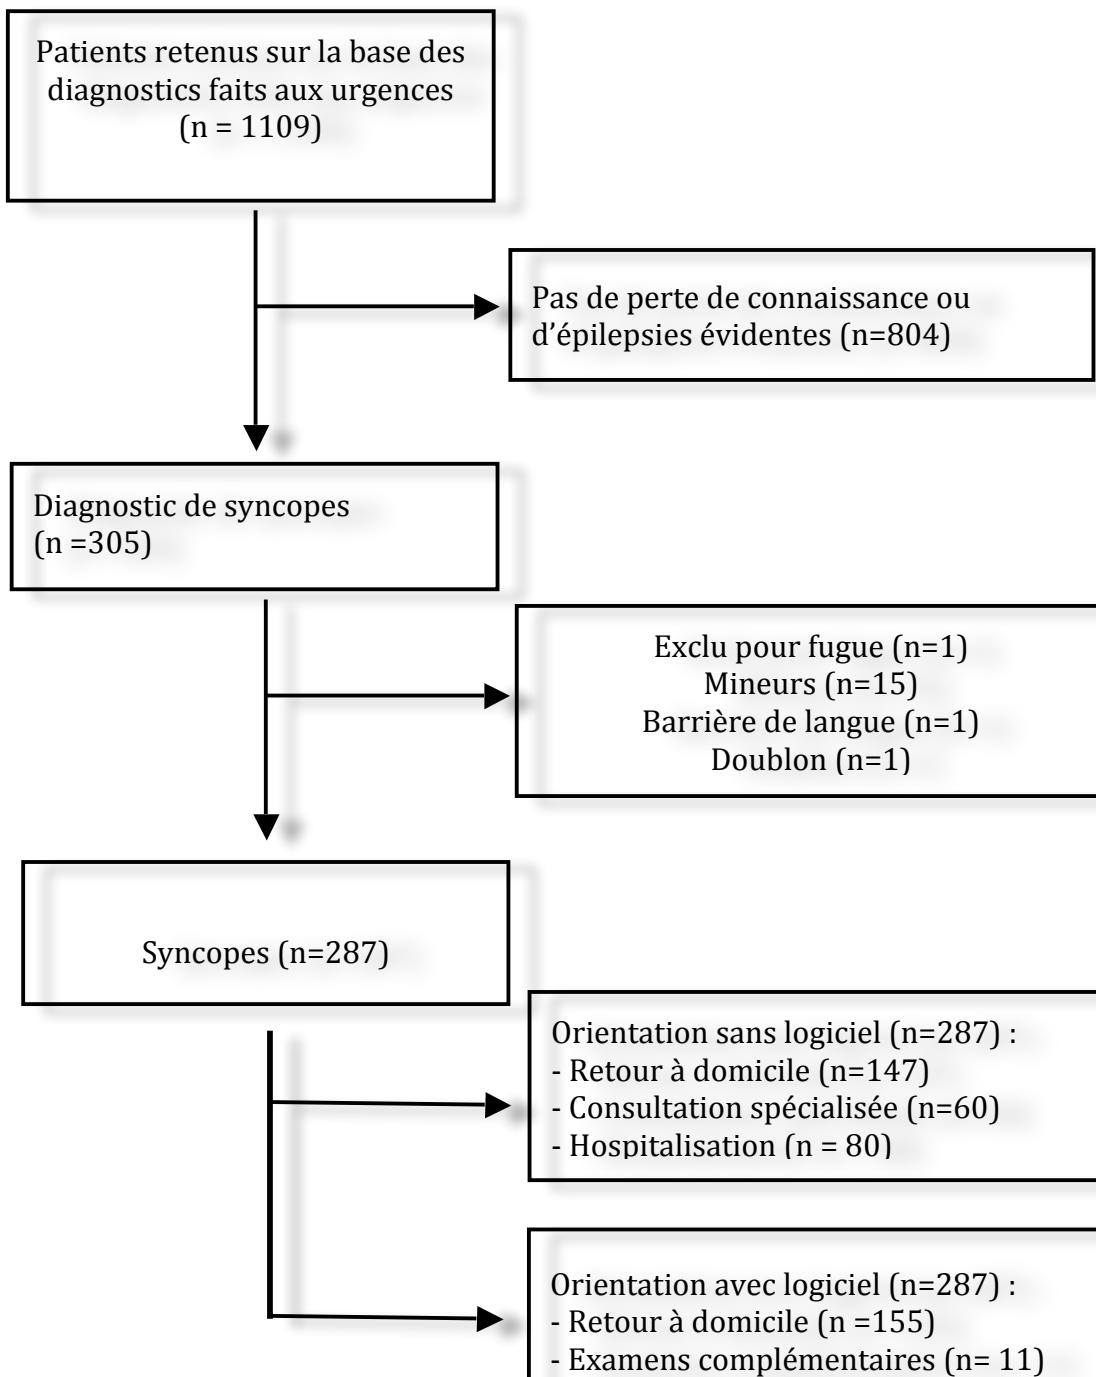 Patients retenus sur la base des
diagnostics faits aux urgences
(n = 1109)
Pas de perte de connaissance ou
d’épilepsies évidentes (n=804)
Diagnostic de syncopes
(n =305)
Exclu pour fugue (n=1)
Mineurs (n=15)
Barrière de langue (n=1)
Doublon (n=1)
Syncopes (n=287)
Orientation sans logiciel (n=287) :
- Retour à domicile (n=147)
- Consultation spécialisée (n=60)
- Hospitalisation (n = 80)
Orientation avec logiciel (n=287) :
- Retour à domicile (n =155)
- Examens complémentaires (n= 11)